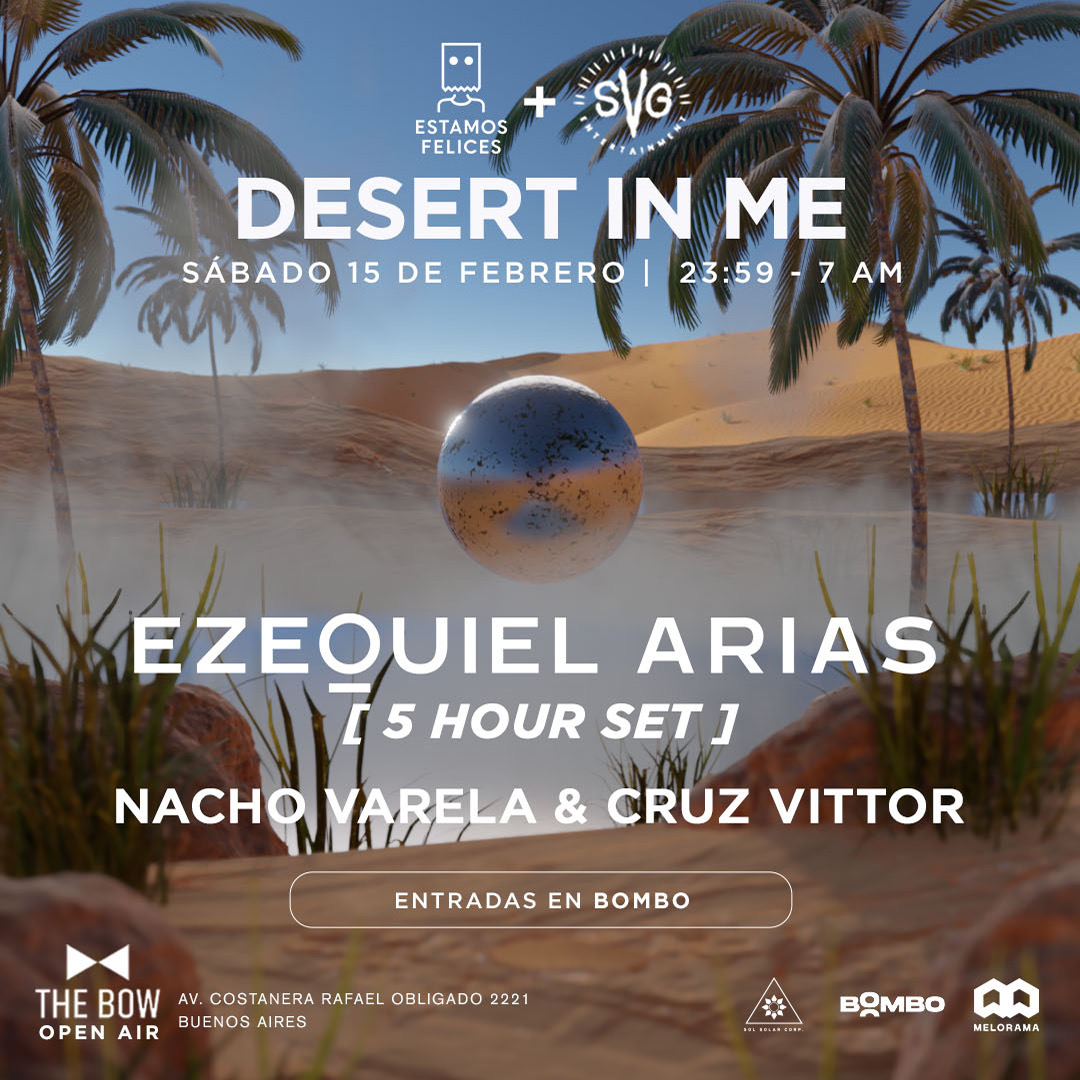 ESTAMOS
FELICES
+
SVG
ENTERTAINMENT
DESERT IN ME
SÁBADO 15 DE FEBRERO | 23:59 - 7 AM
EZEQUIEL ARIAS
[ 5 HOUR SET ]
NACHO VARELA & CRUZ VITTOR
ENTRADAS EN BOMBO
THE BOW
OPEN AIR
AV. COSTANERA RAFAEL OBLIGADO 2221
BUENOS AIRES
SOL SOLAR CORP.
BOMBO
MELORAMA